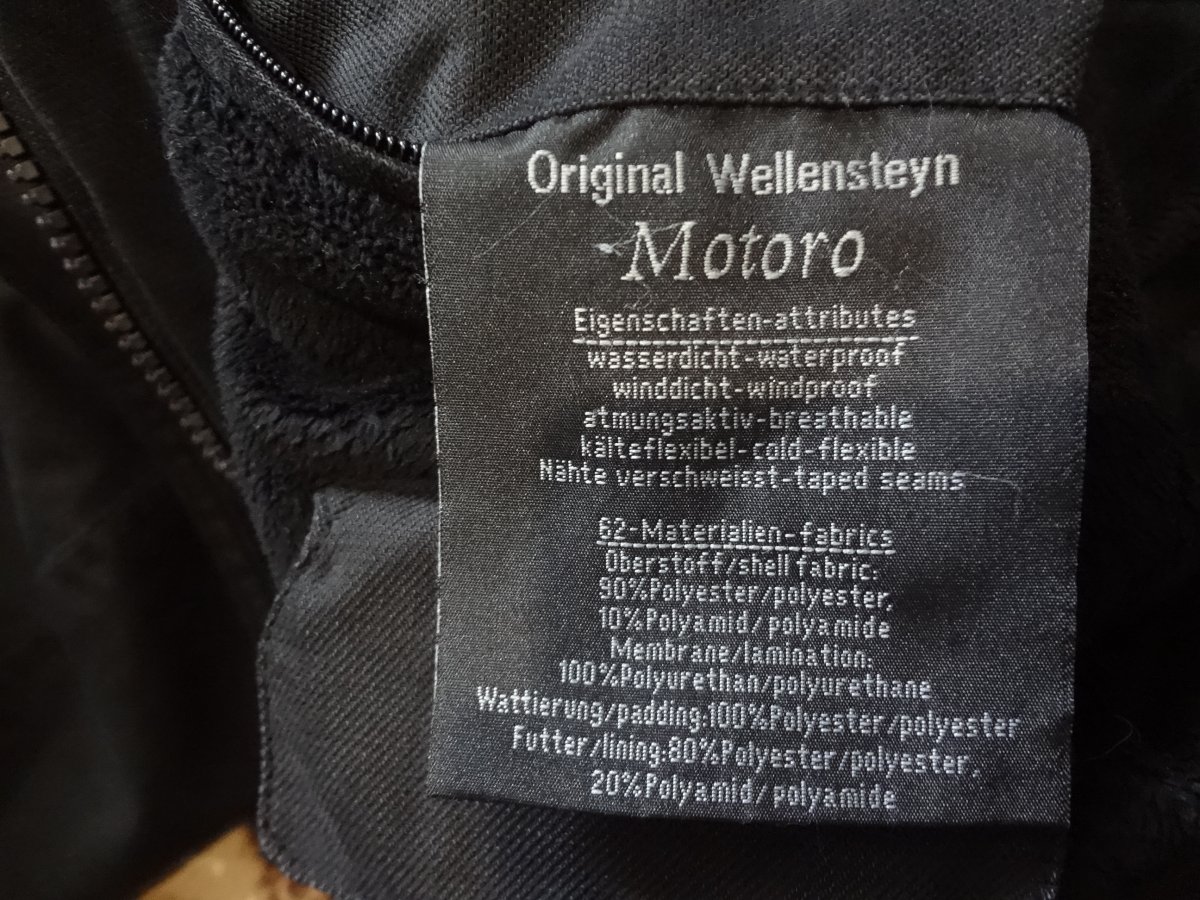 Original Wellensteyn
Motoro
Eigenschaften-attributes
wasserdicht-waterproof
winddicht-windproof
atmungsaktiv-breathable
kälteflexibel-cold-flexible
Nähte verschweisst-taped seams
62-Materialien-fabrics
Oberstoff/shell fabric:
90%Polyester/polyester,
10%Polyamid/polyamide
Membrane/lamination:
100%Polyurethan/polyurethane
Wattierung/padding:100%Polyester/polyester
Futter/lining:80%Polyester/polyester,
20%Polyamid/polyamide